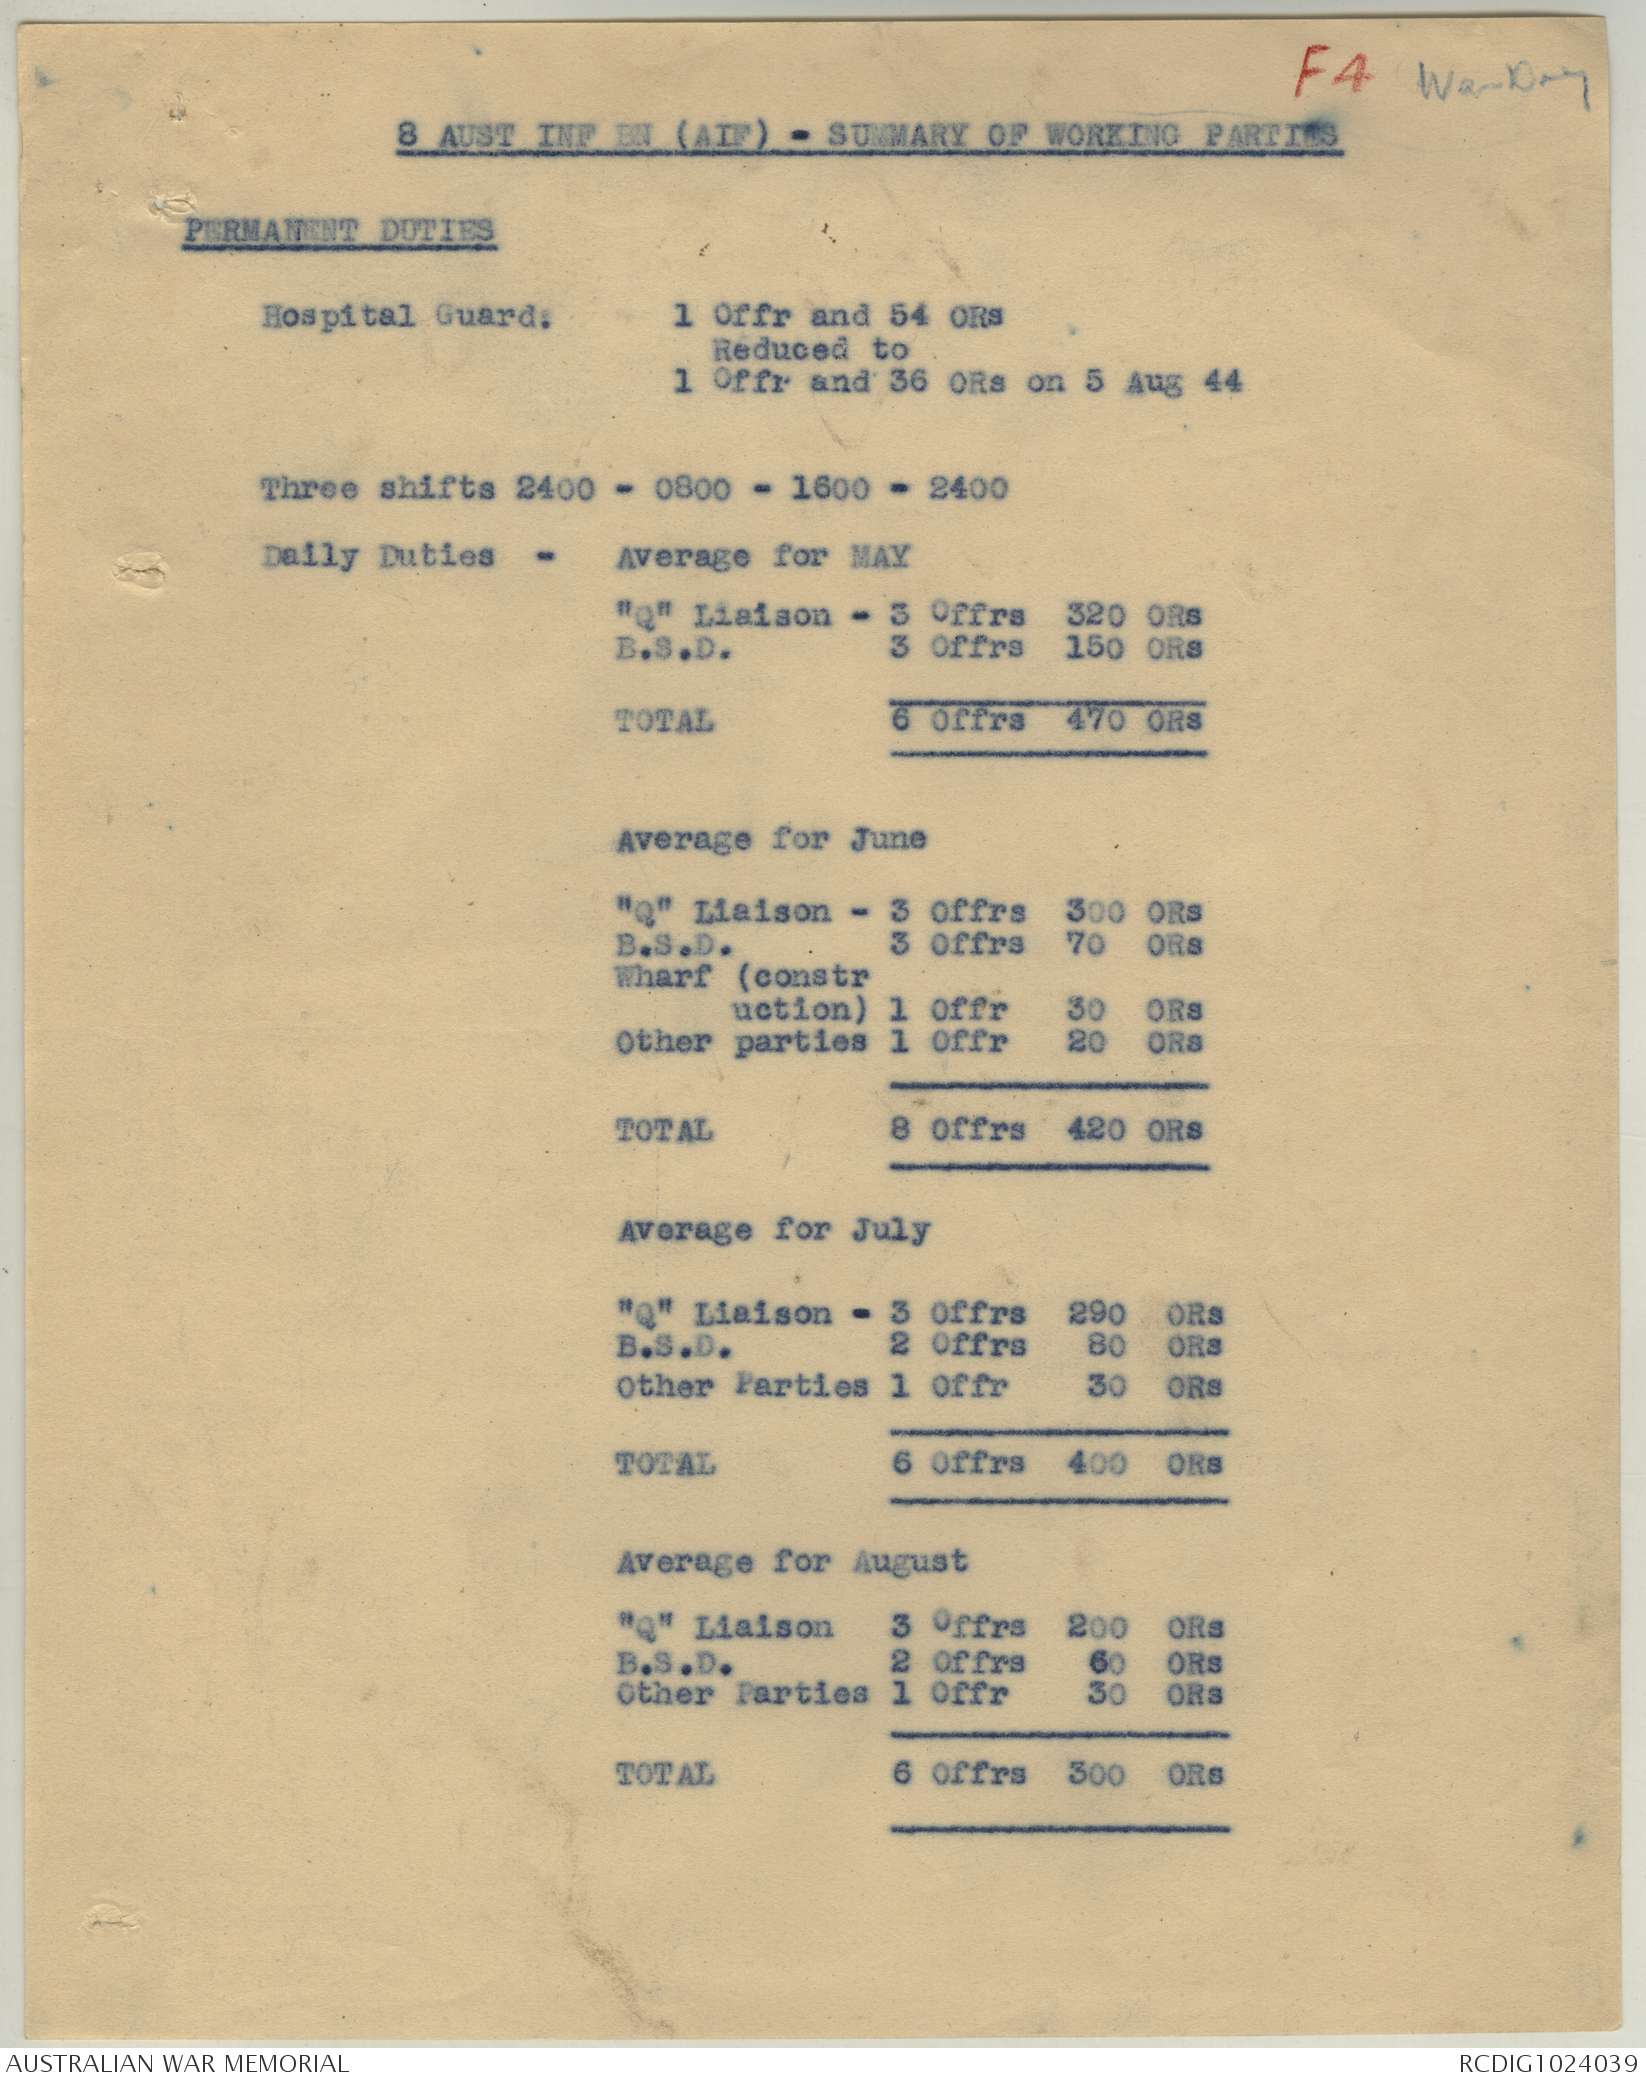 F4 War Diary
8 AUST INF BN (AIF) - SUMMARY OF WORKING PARTIES
PERMANENT DUTIES
Hospital Guard: 1 Offr and 54 ORs
Reduced to
1 Offr and 36 ORs on 5 Aug 44
Three shifts 2400 - 0800 - 1600 - 2400
Daily Duties - Average for MAY
"Q" Liaison - 3 Offrs 320 ORs
B.S.D. 3 Offrs 150 ORs
TOTAL 6 Offrs 470 ORs
Average for June
"Q" Liaison - 3 Offrs 300 ORs
B.S.D. 3 Offrs 70 ORs
Wharf (constr
uction) 1 Offr 30 ORs
Other parties 1 Offr 20 ORs
TOTAL 8 Offrs 420 ORs
Average for July
"Q" Liaison - 3 Offrs 290 ORs
B.S.D. 2 Offrs 80 ORs
Other Parties 1 Offr 30 ORs
TOTAL 6 Offrs 400 ORs
Average for August
"Q" Liaison 3 Offrs 200 ORs
B.S.D. 2 Offrs 60 ORs
Other Parties 1 Offr 30 ORs
TOTAL 6 Offrs 300 ORs
AUSTRALIAN WAR MEMORIAL RCDIG1024039